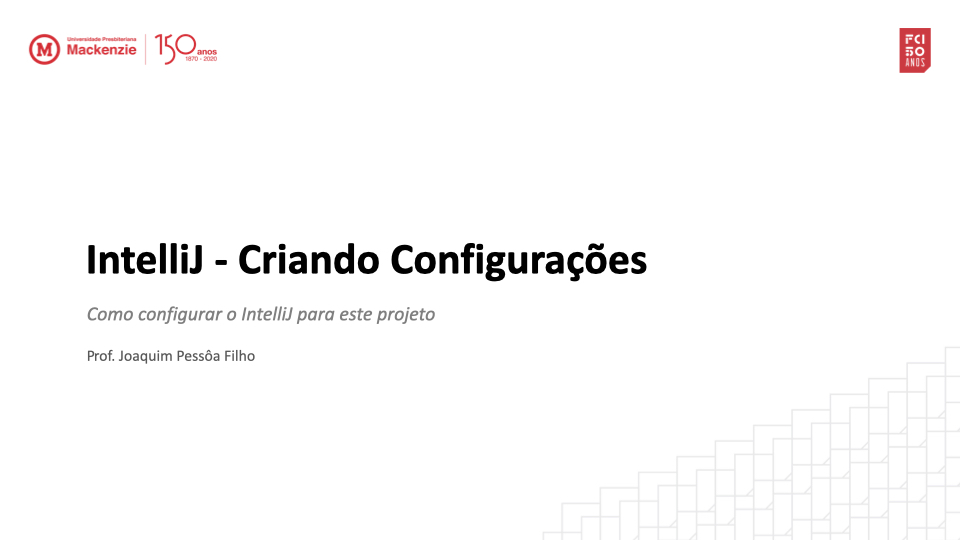 Universidade Presbiteriana
Mackenzie
150 anos
1870 - 2020
FCI
50
ANOS
IntelliJ - Criando Configurações
Como configurar o IntelliJ para este projeto
Prof. Joaquim Pessôa Filho